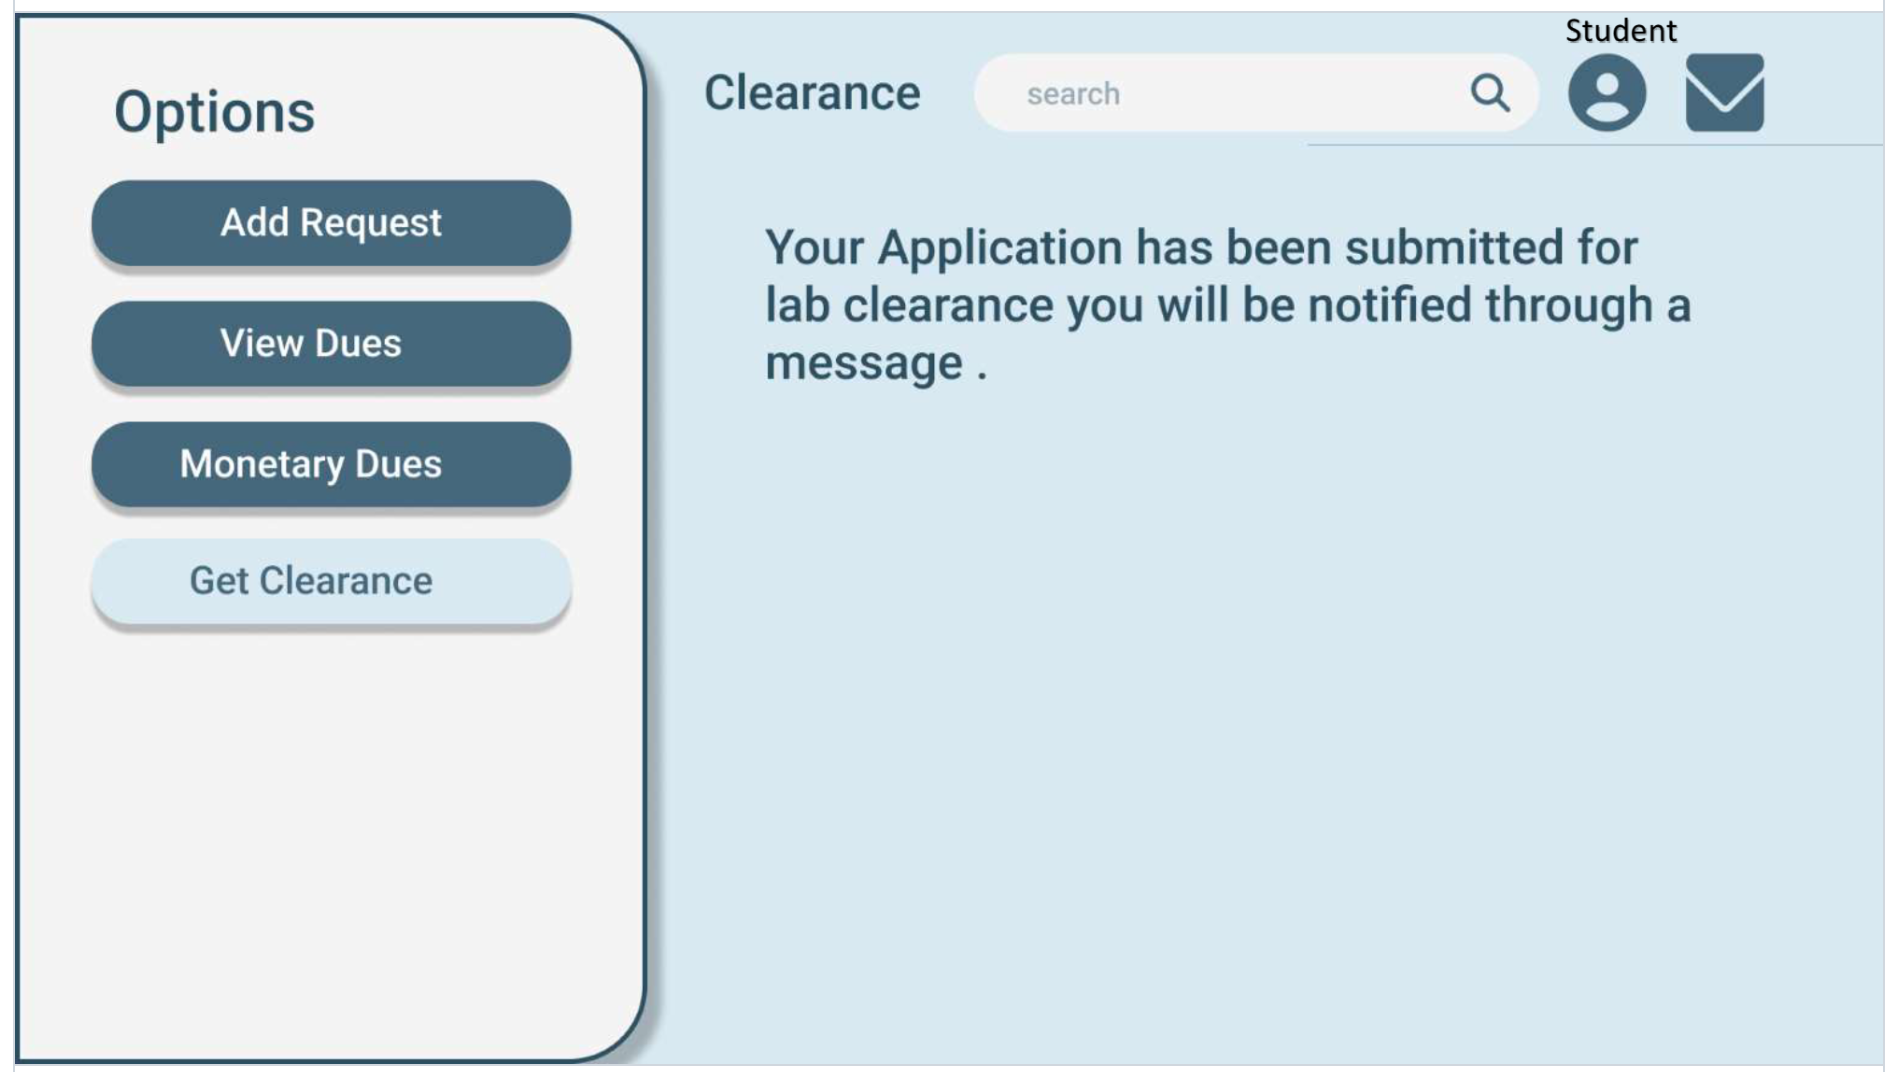 Options
Add Request
View Dues
Monetary Dues
Get Clearance
Clearance
search
Student
Your Application has been submitted for
lab clearance you will be notified through a
message .